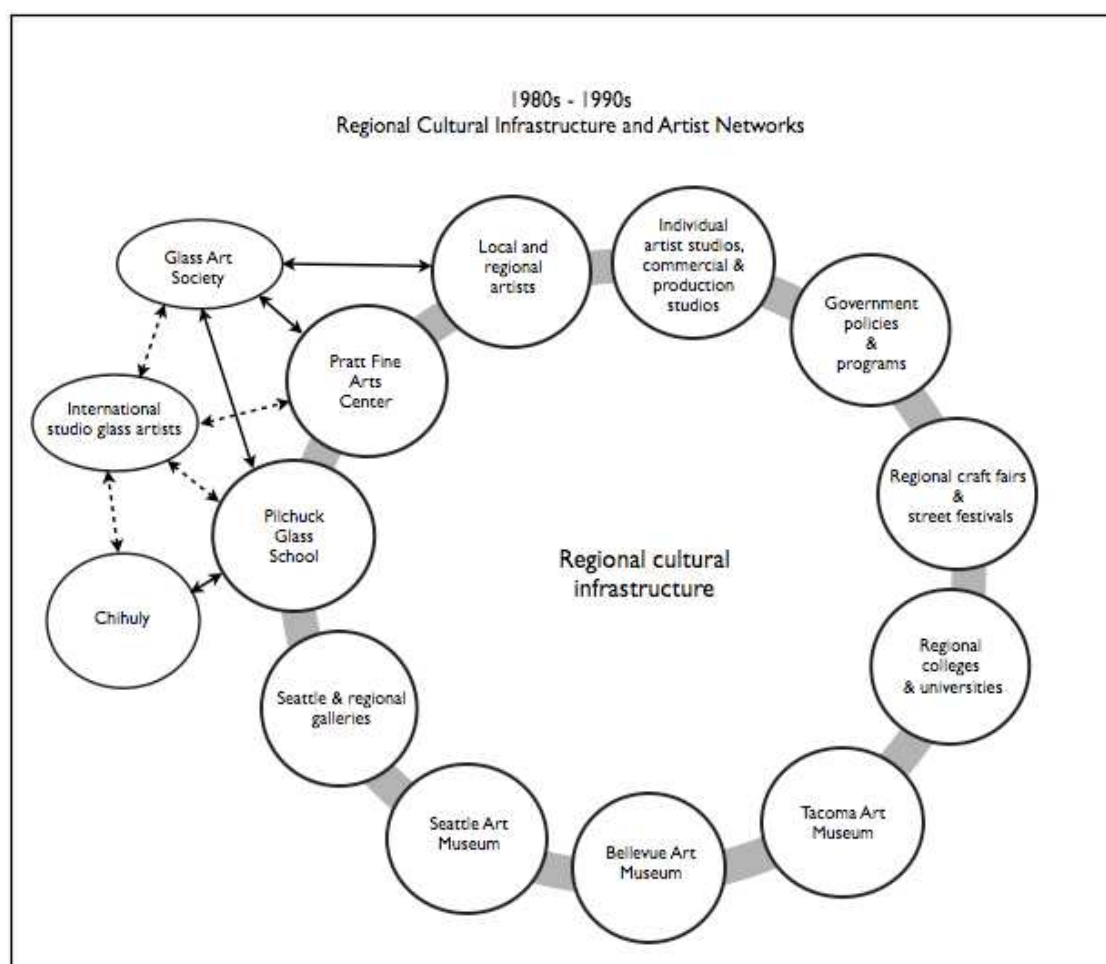 1980s - 1990s
Regional Cultural Infrastructure and Artist Networks
Glass Art
Society
Local and
regional
artists
Individual
artist studios,
commercial &
production
studios
Government
policies
&
programs
Pratt Fine
Arts
Center
International
studio glass artists
Regional craft fairs
&
street festivals
Pilchuck
Glass
School
Regional cultural
infrastructure
Chihuly
Regional
colleges
& universities
Seattle & regional
galleries
Seattle Art
Museum
Bellevue Art
Museum
Tacoma Art
Museum